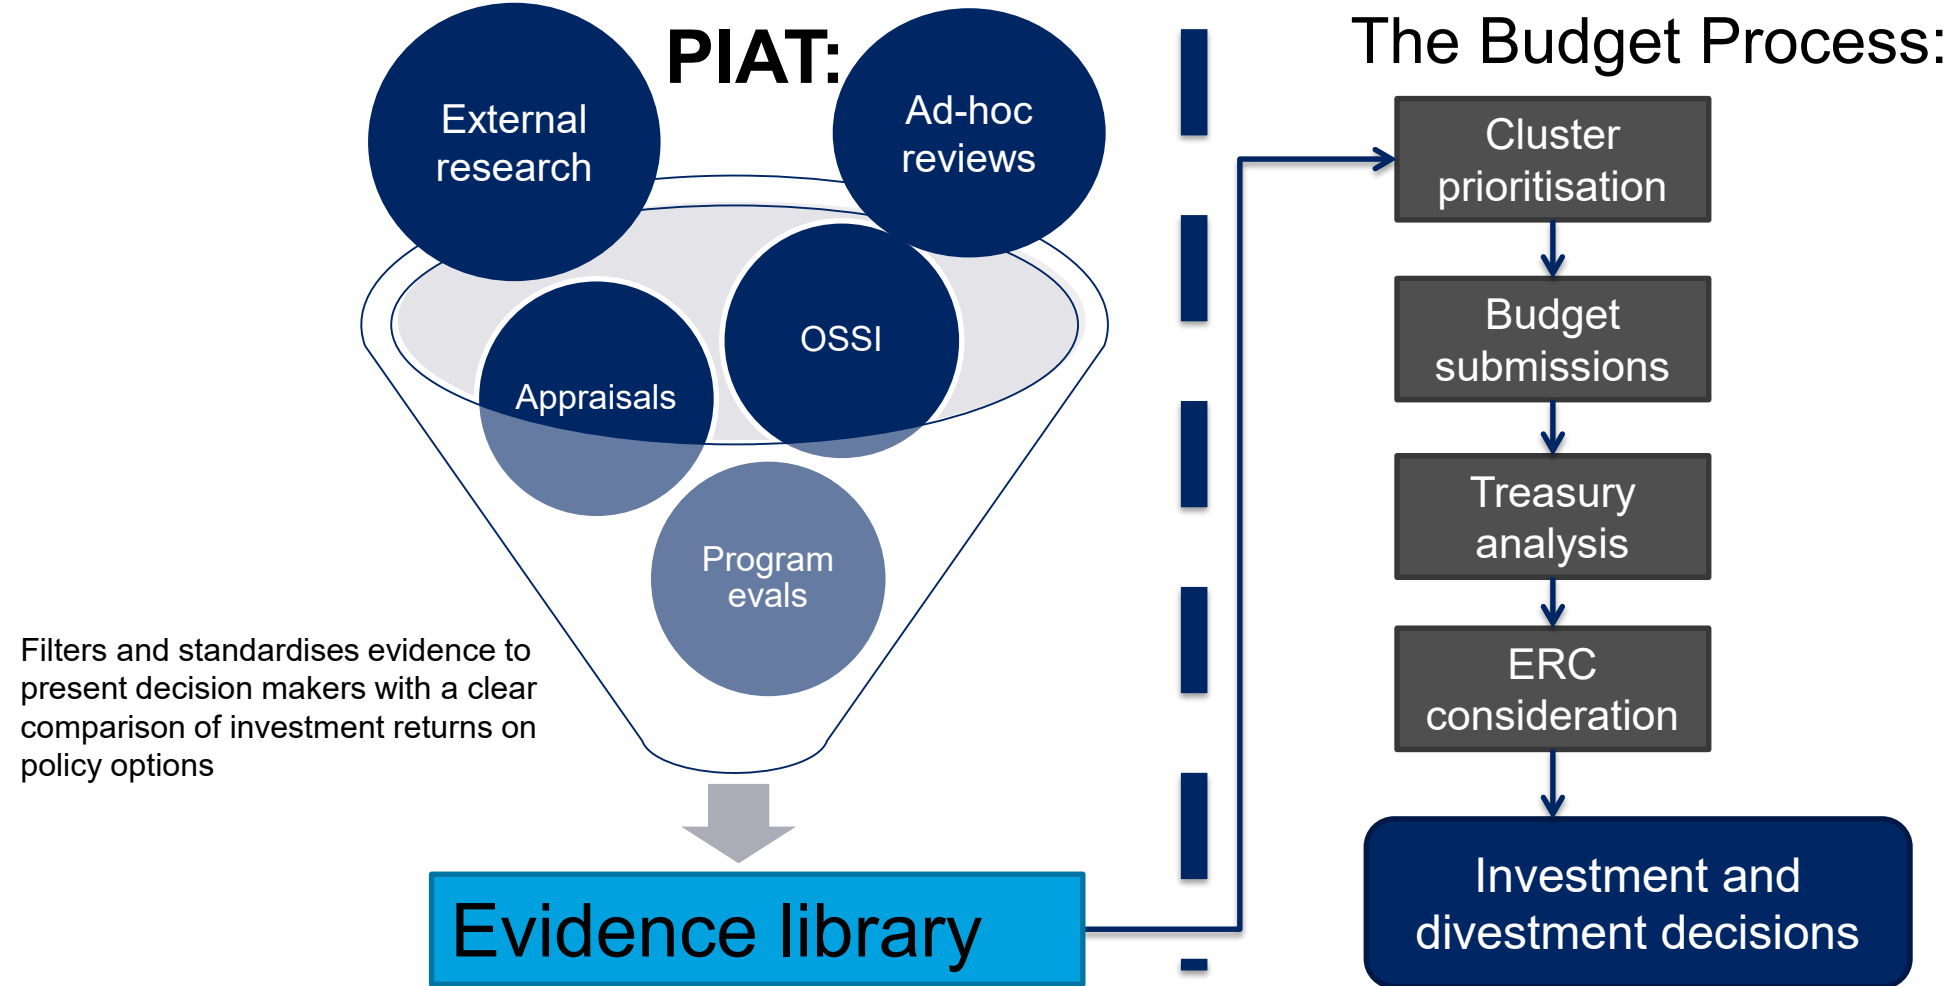 PIAT:
External
research
Ad-hoc
reviews
OSSI
Appraisals
Program
evals
Filters and standardises evidence to
present decision makers with a clear
comparison of investment returns on
policy options
Evidence library
The Budget Process:
Cluster
prioritisation
Budget
submissions
Treasury
analysis
ERC
consideration
Investment and
divestment decisions